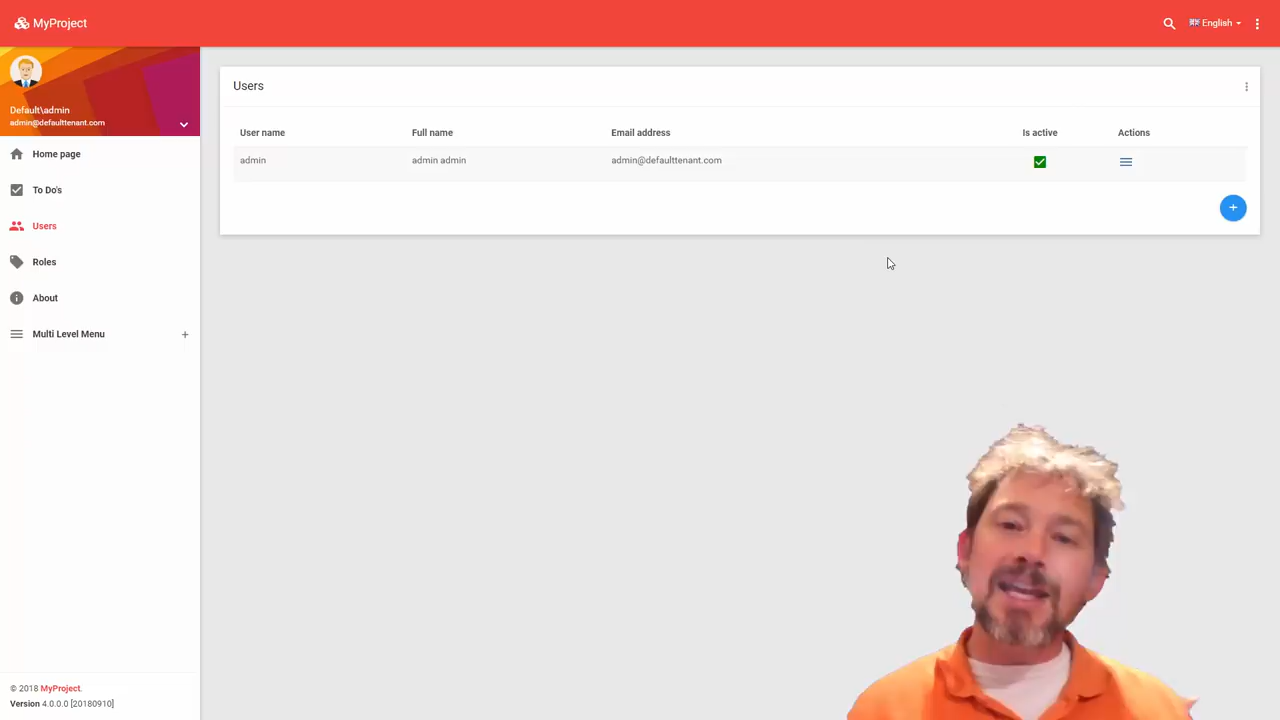 MyProject
English
Default\admin
admin@defaulttenant.com
Home page
To Do's
Users
Roles
About
Multi Level Menu
© 2018 MyProject.
Version 4.0.0.0 [20180910]
Users
User name Full name Email address Is active Actions
admin admin admin admin@defaulttenant.com